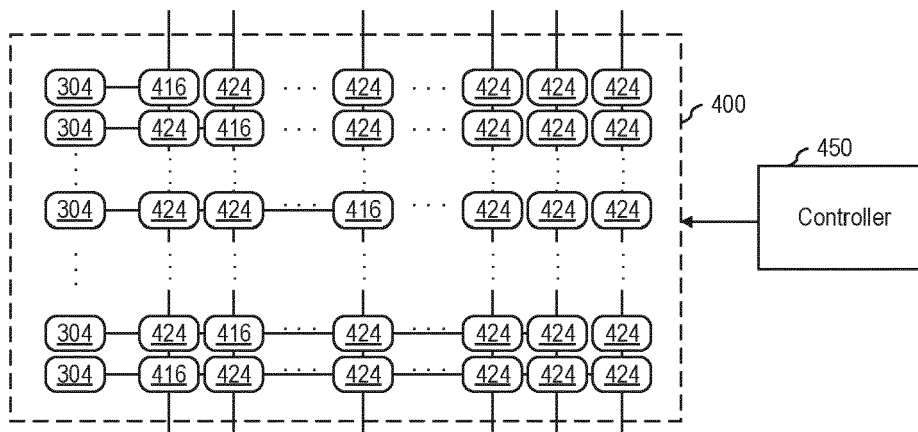 304 416 424 · · · 424 · · · 424 424 424
400
304 424 416 · · · 424 · · · 424 424 424
450
304 424 424 416 · · · 424 424 424
Controller
304 424 416 · · · 424 · · · 424 424 424
304 416 424 · · · 424 · · · 424 424 424